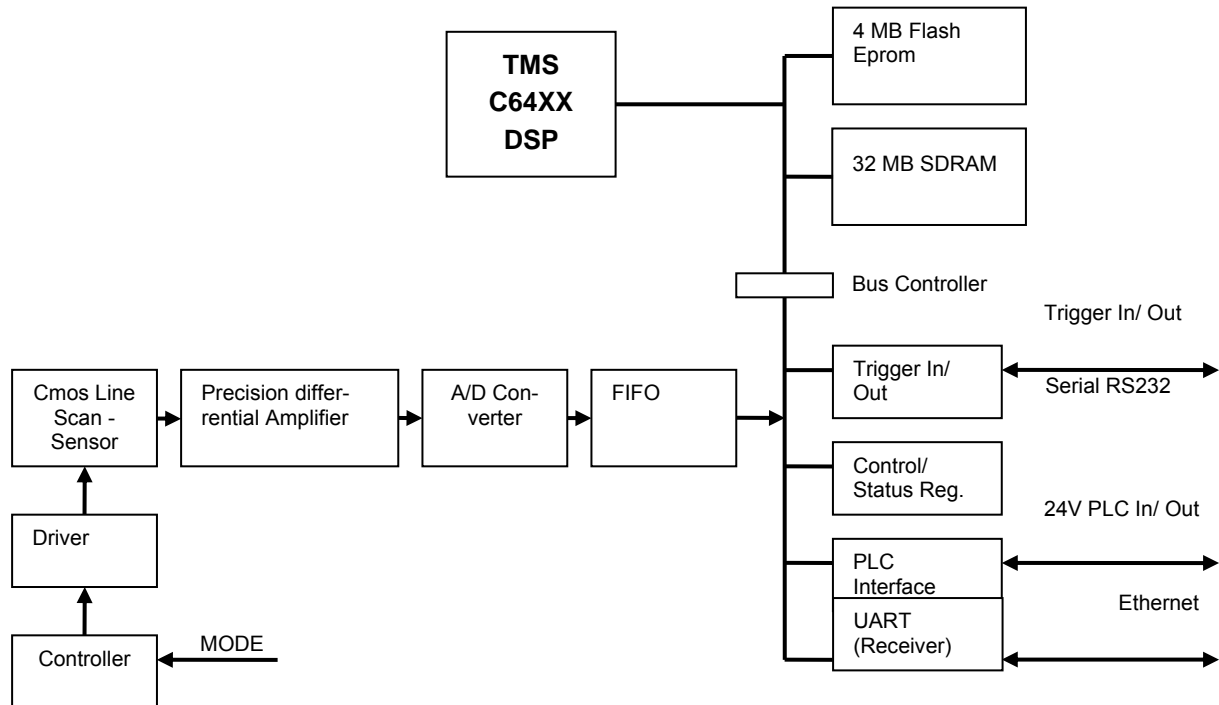 TMS
C64XX
DSP
4 MB Flash
Eprom
32 MB SDRAM
Bus Controller
Trigger In/ Out
Trigger In/
Out
Serial RS232
Cmos Line
Scan -
Sensor
Precision differ-
rential Amplifier
A/D Con-
verter
FIFO
Control/
Status Reg.
24V PLC In/ Out
Driver
PLC
Interface
Ethernet
UART
(Receiver)
MODE
Controller